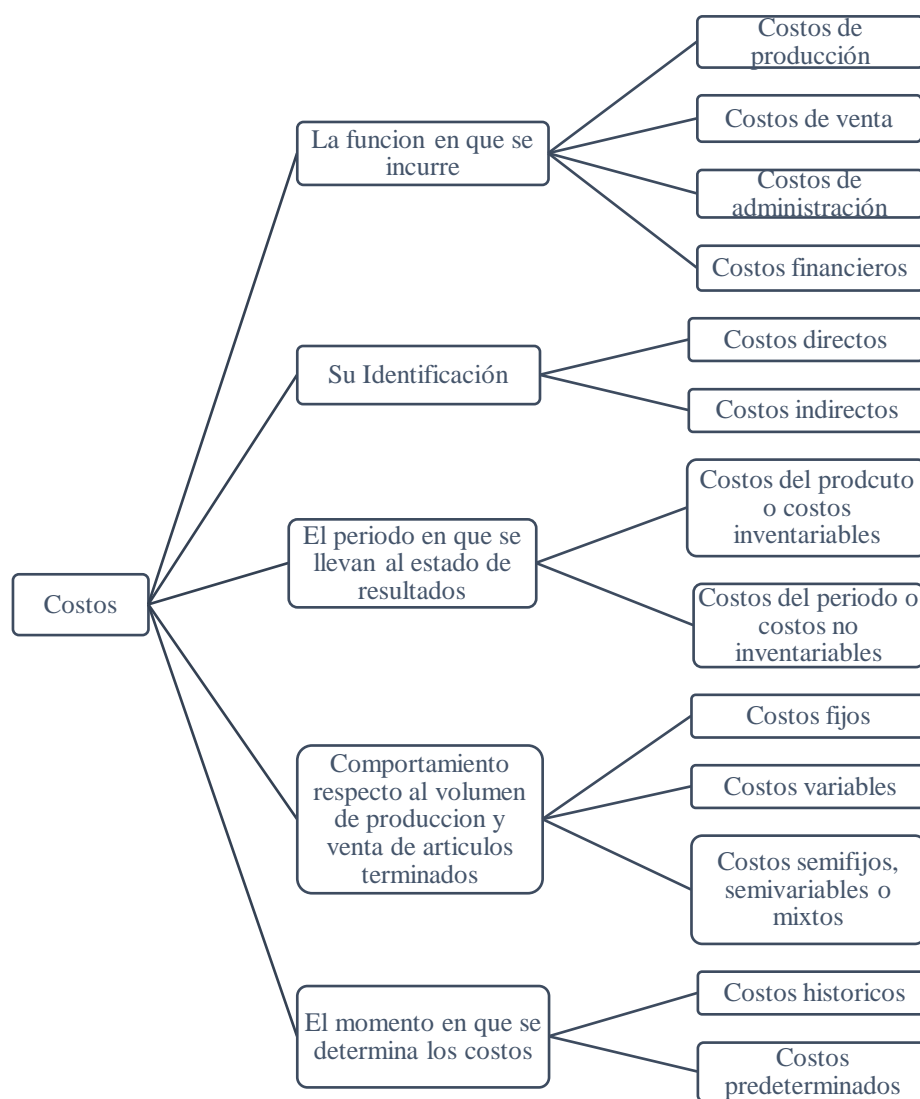 Costos
La funcion en que se
incurre
Costos de
producción
Costos de venta
Costos de
administración
Costos financieros
Su Identificación
Costos directos
Costos indirectos
El periodo en que se
llevan al estado de
resultados
Costos del prodcuto
o costos
inventariables
Costos del periodo o
costos no
inventariables
Comportamiento
respecto al volumen
de produccion y
venta de articulos
terminados
Costos fijos
Costos variables
Costos semifijos,
semivariables o
mixtos
El momento en que se
determina los costos
Costos historicos
Costos
predeterminados